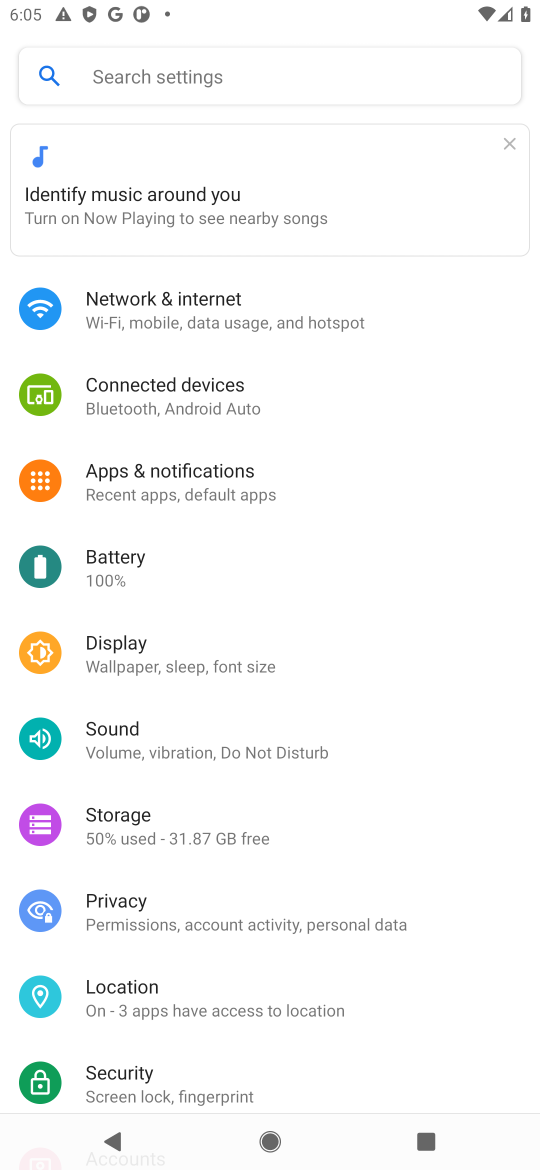 6:05
Search settings
Identify music around you
Turn on Now Playing to see nearby songs
Network & internet
Wi-Fi, mobile, data usage, and hotspot
Connected devices
Bluetooth, Android Auto
Apps & notifications
Recent apps, default apps
Battery
100%
Display
Wallpaper, sleep, font size
Sound
Volume, vibration, Do Not Disturb
Storage
50% used - 31.87 GB free
Privacy
Permissions, account activity, personal data
Location
On - 3 apps have access to location
Security
Screen lock, fingerprint
Accounts